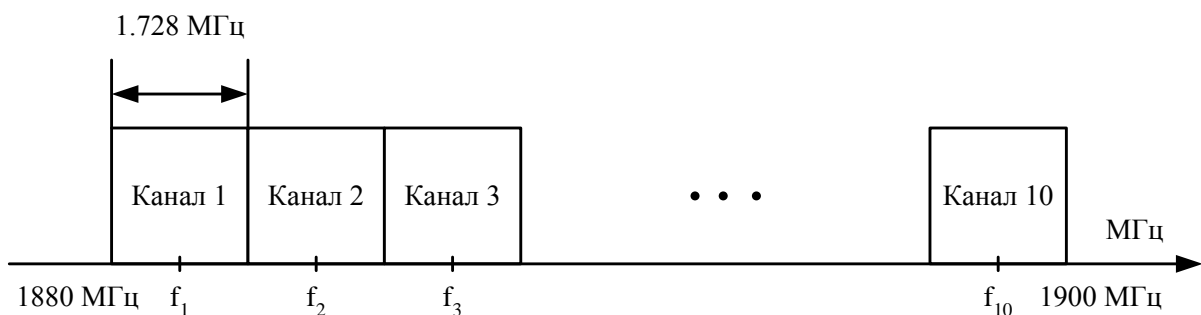 1.728 МГц
Канал 1 Канал 2 Канал 3 • • • Канал 10
МГц
1880 МГц f₁ f₂ f₃ f₁₀ 1900 МГц